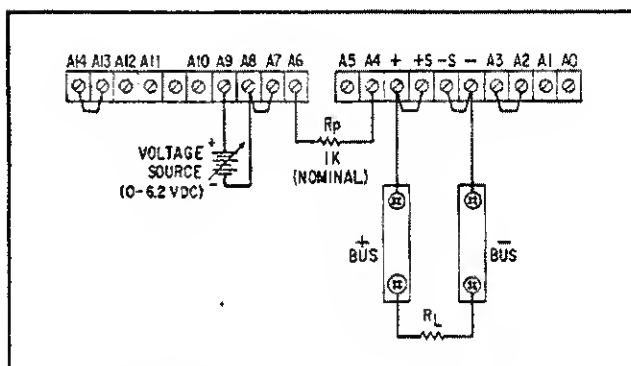 A14 A13 A12 A11 A10 A9 A8 A7 A6 A5 A4 + +S -S - A3 A2 A1 A0
+
VOLTAGE
SOURCE
(0-6.2 VDC)
-
Rp
1K
(NOMINAL)
+
BUS
-
BUS
RL